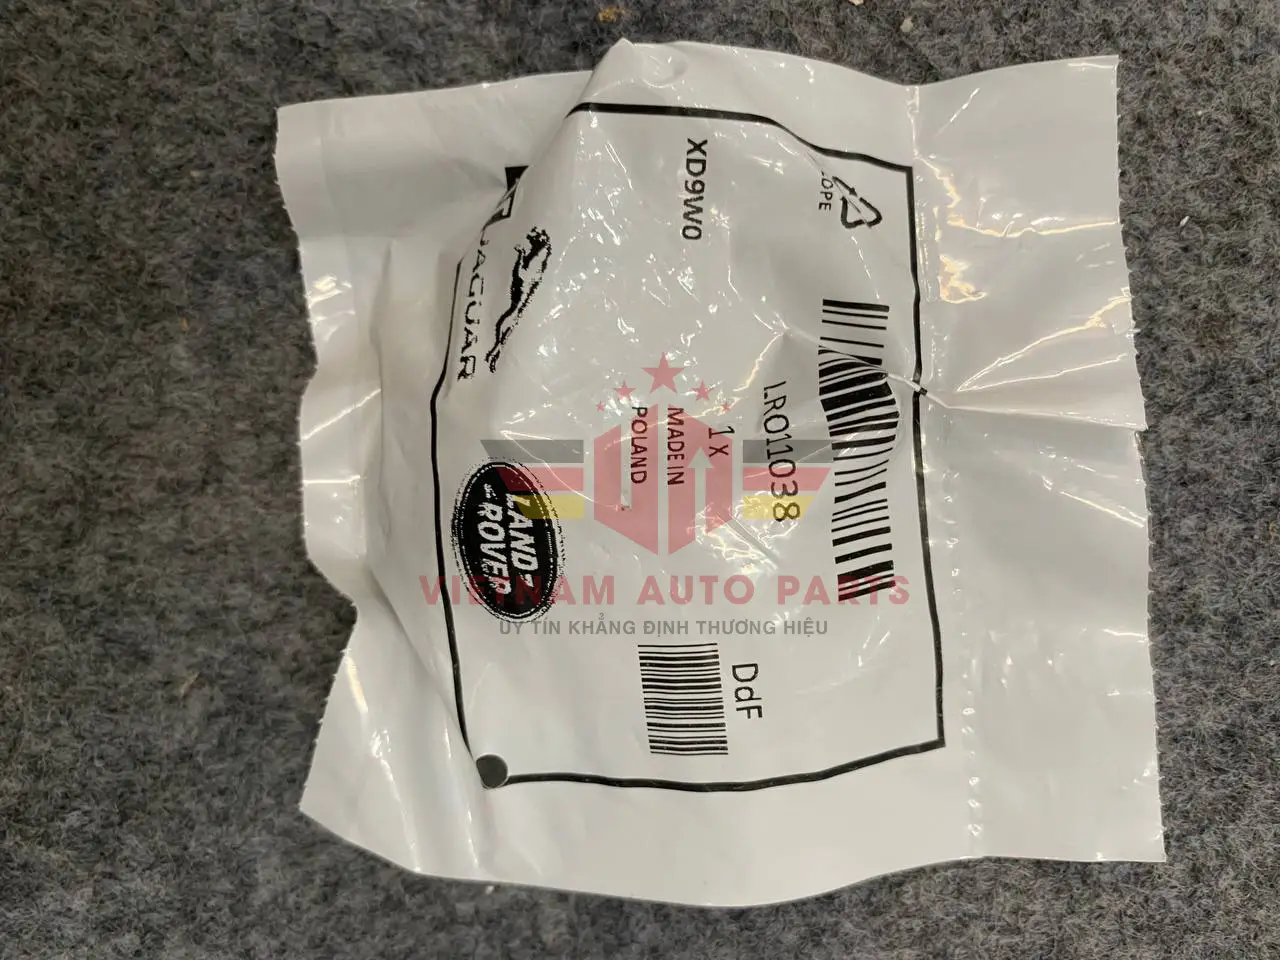 XD9W0
LDPE
JAGUAR
LR011038
1 X
MADE IN
POLAND
LAND
ROVER
DdF
VIETNAM AUTO PARTS
UY TÍN KHẲNG ĐỊNH THƯƠNG HIỆU